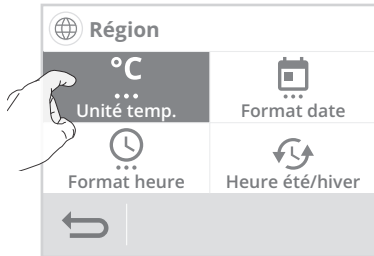 Région
°C
Unité temp.
Format date
Format heure
Heure été/hiver